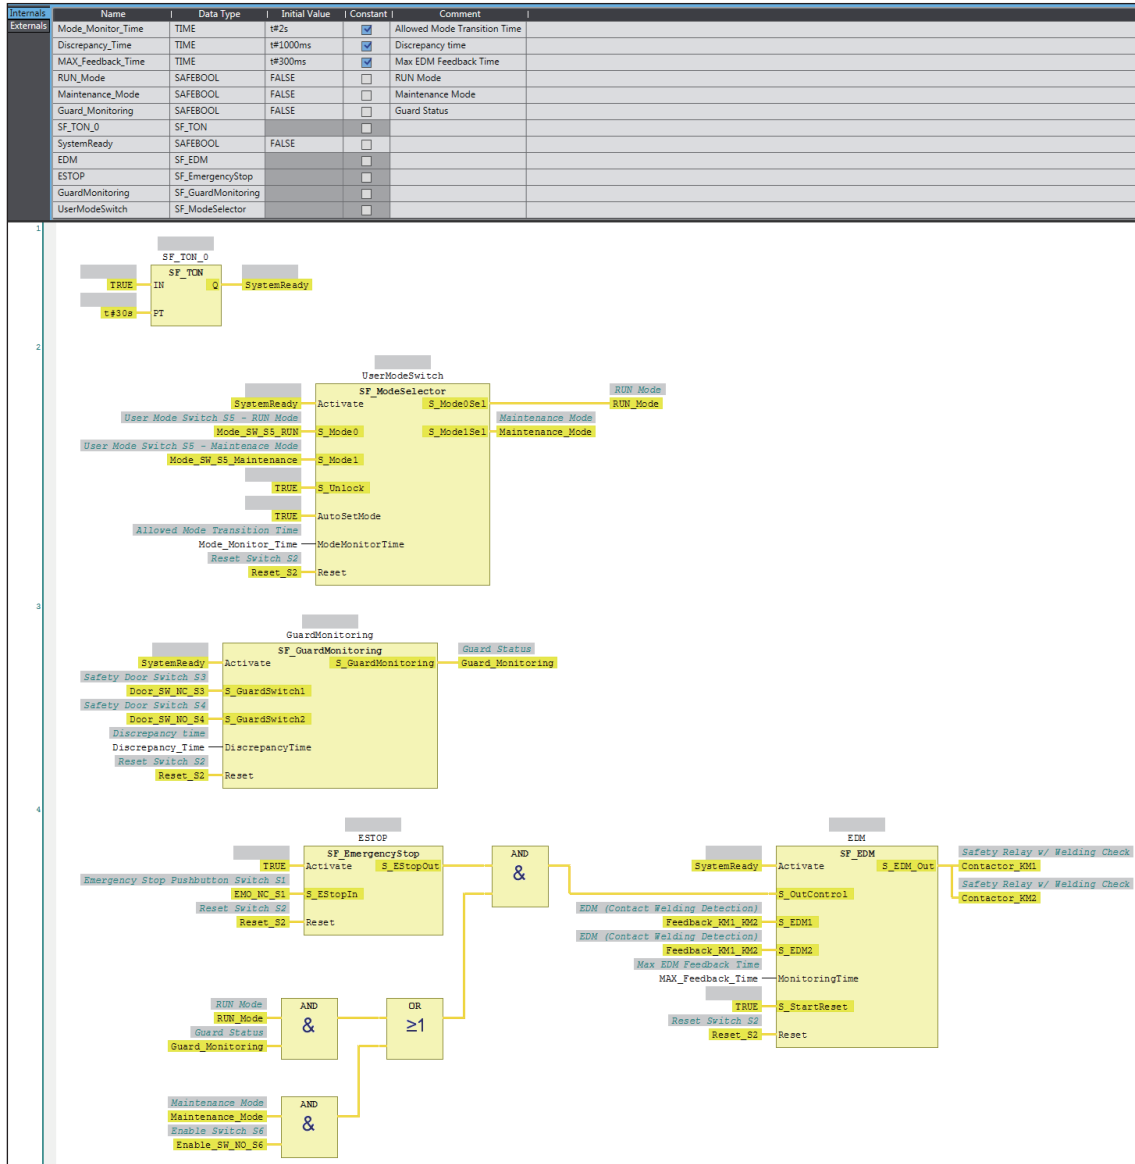 Internals
Externals
Name Data Type Initial Value Constant Comment
Mode_Monitor_Time TIME t#2s Allowed Mode Transition Time
Discrepancy_Time TIME t#1000ms Discrepancy time
MAX_Feedback_Time TIME t#300ms Max EDM Feedback Time
RUN_Mode SAFEBOOL FALSE RUN Mode
Maintenance_Mode SAFEBOOL FALSE Maintenance Mode
Guard_Monitoring SAFEBOOL FALSE Guard Status
SF_TON_0 SF_TON
SystemReady SAFEBOOL FALSE
EDM SF_EDM
ESTOP SF_EmergencyStop
GuardMonitoring SF_GuardMonitoring
UserModeSwitch SF_ModeSelector
1
SF_TON_0
SF_TON
TRUE IN Q SystemReady
t#30s PT
2
UserModeSwitch
SF_ModeSelector RUN Mode
SystemReady Activate S_Mode0Sel RUN_Mode
User Mode Switch S5 - RUN Mode Maintenance Mode
Mode_SW_S5_RUN S_Mode0 S_Mode1Sel Maintenance_Mode
User Mode Switch S5 - Maintenace Mode
Mode_SW_S5_Maintenance S_Mode1
TRUE S_Unlock
TRUE AutoSetMode
Allowed Mode Transition Time
Mode_Monitor_Time ModeMonitorTime
Reset Switch S2
Reset_S2 Reset
3
GuardMonitoring
SF_GuardMonitoring Guard Status
SystemReady Activate S_GuardMonitoring Guard_Monitoring
Safety Door Switch S3
Door_SW_NC_S3 S_GuardSwitch1
Safety Door Switch S4
Door_SW_NO_S4 S_GuardSwitch2
Discrepancy time
Discrepancy_Time DiscrepancyTime
Reset Switch S2
Reset_S2 Reset
4
ESTOP EDM
SF_EmergencyStop AND SF_EDM Safety Relay w/ Welding Check
TRUE Activate S_EStopOut & SystemReady Activate S_EDM_Out Contactor_KM1
Emergency Stop Pushbutton Switch S1 Safety Relay w/ Welding Check
EMO_NC_S1 S_EStopIn S_OutControl Contactor_KM2
Reset Switch S2 EDM (Contact Welding Detection)
Reset_S2 Reset Feedback_KM1_KM2 S_EDM1
EDM (Contact Welding Detection)
Feedback_KM1_KM2 S_EDM2
Max EDM Feedback Time
MAX_Feedback_Time MonitoringTime
RUN Mode AND OR TRUE S_StartReset
RUN_Mode & ≥1 Reset Switch S2
Guard Status Reset_S2 Reset
Guard_Monitoring
Maintenance Mode AND
Maintenance_Mode &
Enable Switch S6
Enable_SW_NO_S6